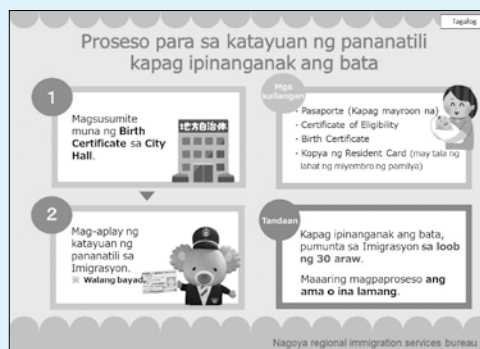 Tagalog
Proseso para sa katayuan ng pananatili
kapag ipinanganak ang bata
1
Magsusumite
muna ng Birth
Certificate sa City
Hall.
地方自治体
2
Mag-aplay ng
katayuan ng
pananatili sa
Imigrasyon.
※ Walang bayad.
Mga
kailangan
・Pasaporte (Kapag mayroon na)
・Certificate of Eligibility
・Birth Certificate
・Kopya ng Resident Card (may tala ng
lahat ng miyembro ng pamilya)
Tandaan
Kapag ipinanganak ang bata,
pumunta sa Imigrasyon sa loob
ng 30 araw.
Maaaring magpaproseso ang
ama o ina lamang.
Nagoya regional immigration services bureau